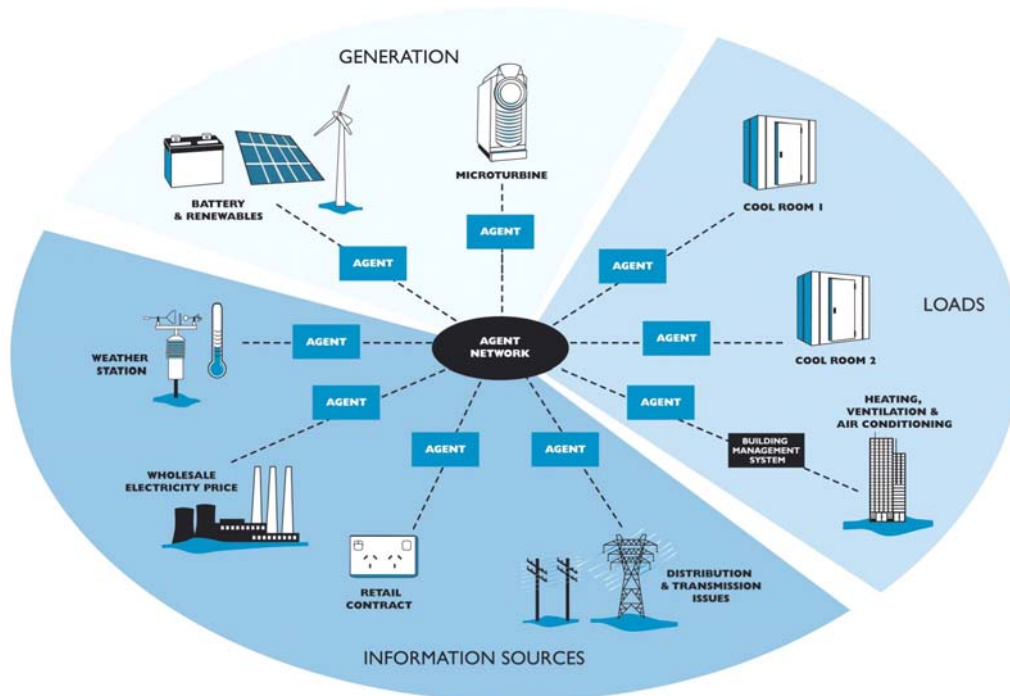 GENERATION
BATTERY
& RENEWABLES
MICROTURBINE
AGENT
AGENT
COOL ROOM 1
AGENT
LOADS
COOL ROOM 2
AGENT
AGENT
NETWORK
WEATHER
STATION
AGENT
AGENT
AGENT
HEATING,
VENTILATION &
AIR CONDITIONING
BUILDING
MANAGEMENT
SYSTEM
WHOLESALE
ELECTRICITY PRICE
AGENT
AGENT
RETAIL
CONTRACT
DISTRIBUTION
& TRANSMISSION
ISSUES
INFORMATION SOURCES